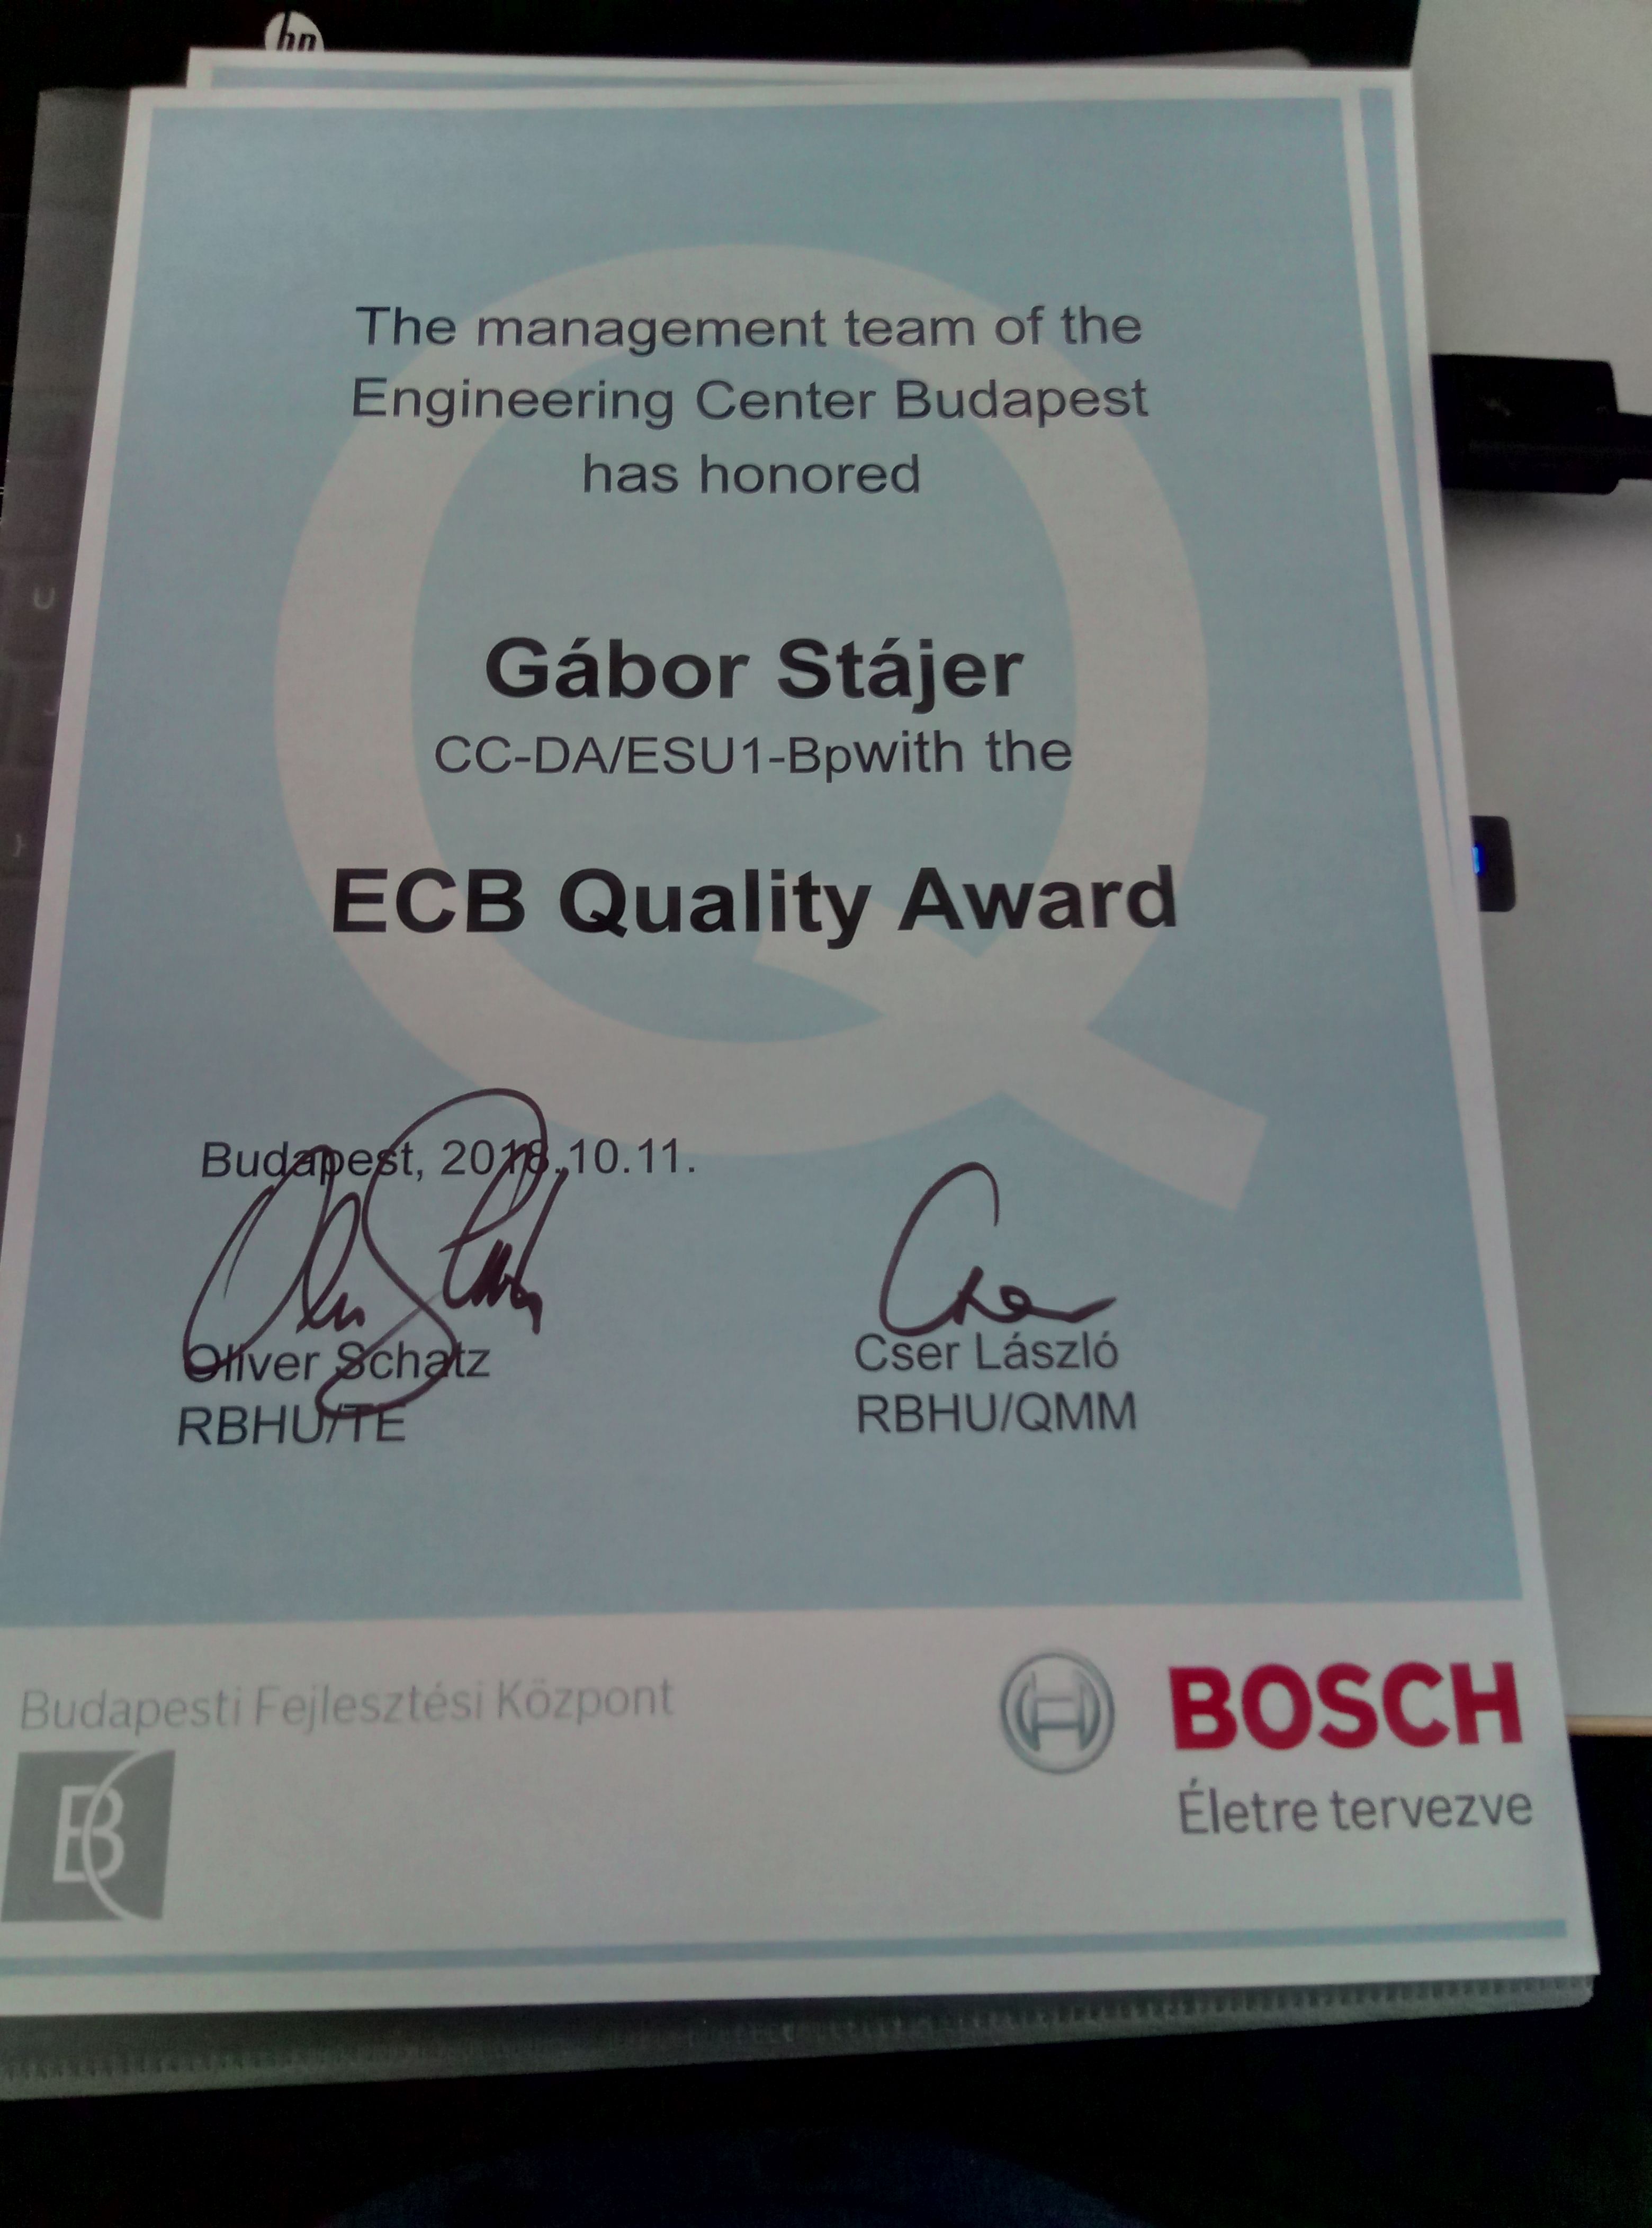 hp
The management team of the
Engineering Center Budapest
has honored
Gábor Stájer
CC-DA/ESU1-Bpwith the
ECB Quality Award
Budapest, 2018.10.11.
Oliver Schatz
RBHU/TE
Cser László
RBHU/QMM
Budapesti Fejlesztési Központ
BOSCH
Életre tervezve
U